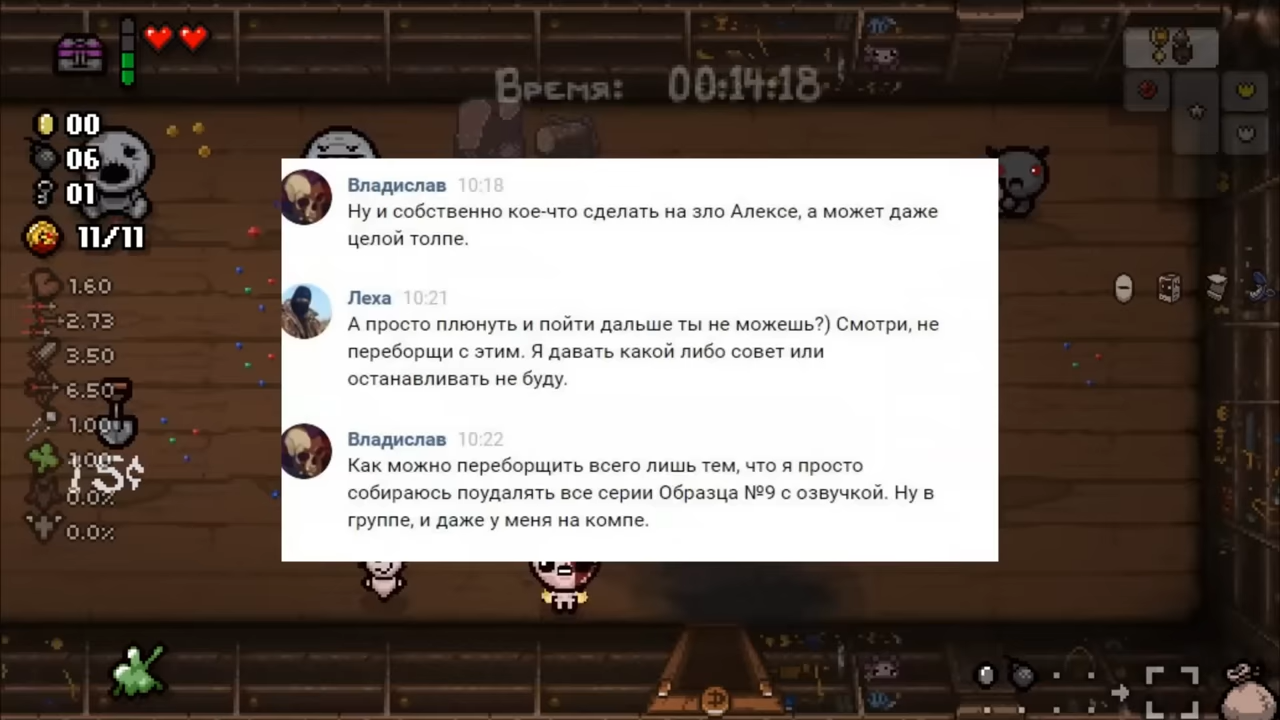 Время: 00:14:18
00
06
01
11/11
1.60
2.73
3.50
6.50
1.00
15¢
0.0%
0.0%
Владислав 10:18
Ну и собственно кое-что сделать на зло Алексе, а может даже
целой толпе.
Леха 10:21
А просто плюнуть и пойти дальше ты не можешь?) Смотри, не
переборщи с этим. Я давать какой либо совет или
останавливать не буду.
Владислав 10:22
Как можно переборщить всего лишь тем, что я просто
собираюсь поудалять все серии Образца №9 с озвучкой. Ну в
группе, и даже у меня на компе.